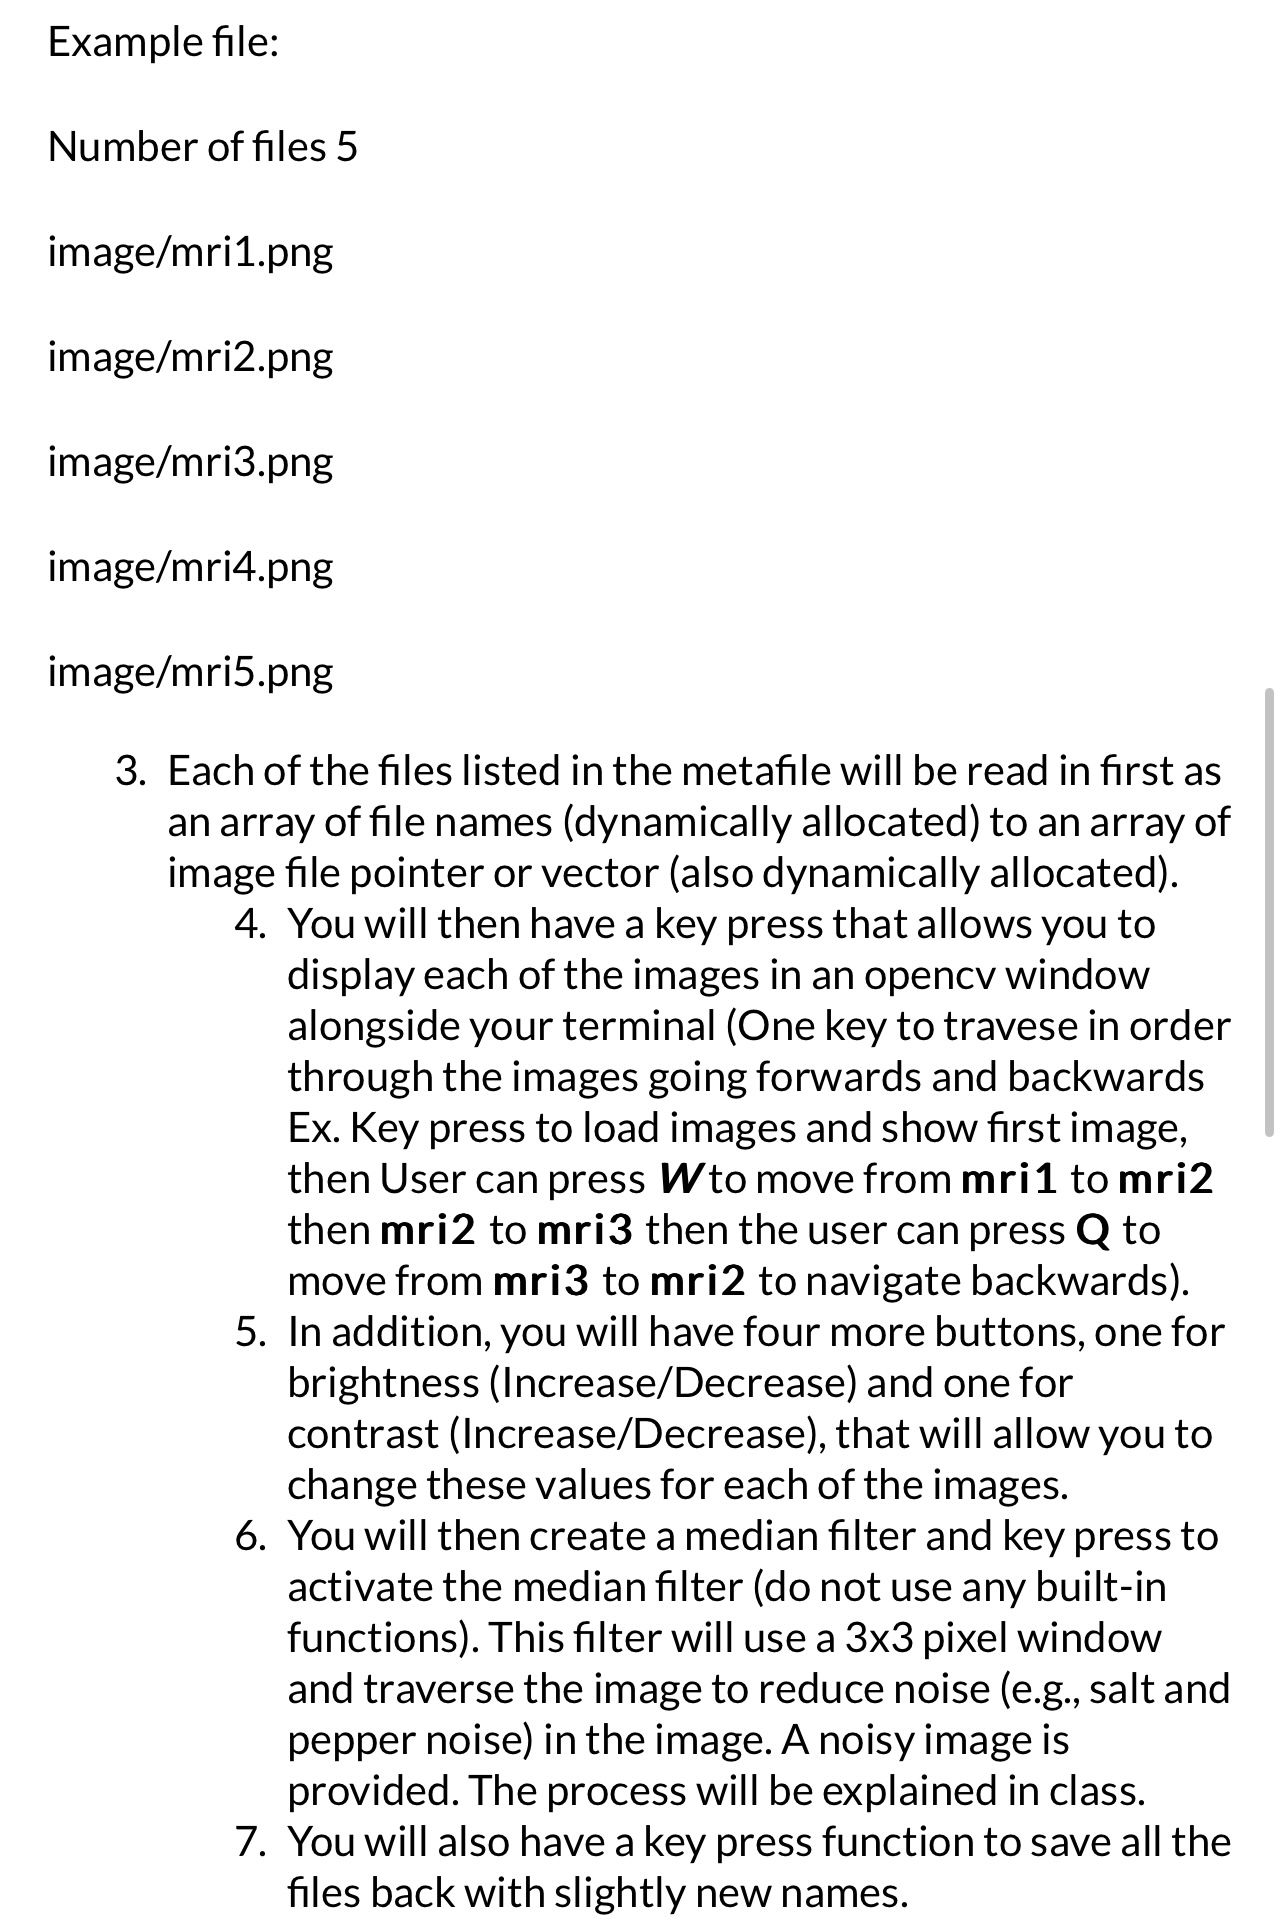 Example file:
Number of files 5
image/mri1.png
image/mri2.png
image/mri3.png
image/mri4.png
image/mri5.png
3. Each of the files listed in the metafile will be read in first as
an array of file names (dynamically allocated) to an array of
image file pointer or vector (also dynamically allocated).
4. You will then have a key press that allows you to
display each of the images in an opencv window
alongside your terminal (One key to travese in order
through the images going forwards and backwards
Ex. Key press to load images and show first image,
then User can press W to move from mri1 to mri2
then mri2 to mri3 then the user can press Q to
move from mri3 to mri2 to navigate backwards).
5. In addition, you will have four more buttons, one for
brightness (Increase/Decrease) and one for
contrast (Increase/Decrease), that will allow you to
change these values for each of the images.
6. You will then create a median filter and key press to
activate the median filter (do not use any built-in
functions). This filter will use a 3x3 pixel window
and traverse the image to reduce noise (e.g., salt and
pepper noise) in the image. A noisy image is
provided. The process will be explained in class.
7. You will also have a key press function to save all the
files back with slightly new names.